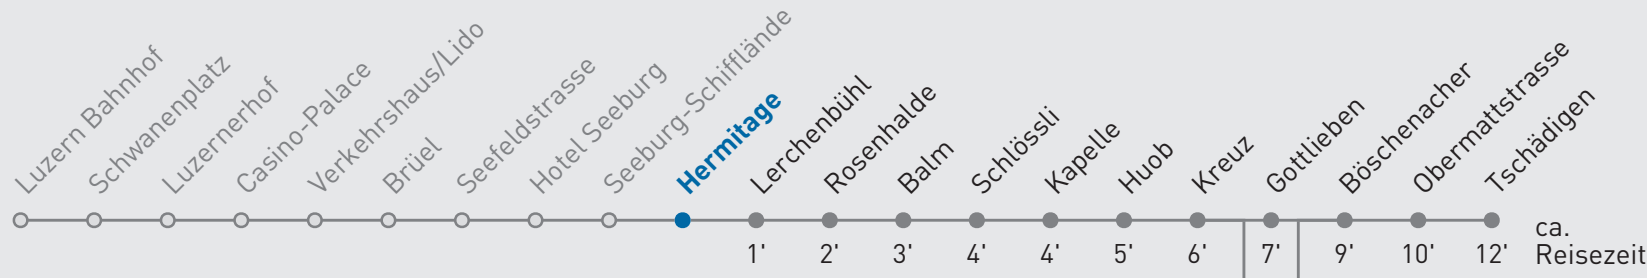 Luzern Bahnhof
Schwanenplatz
Luzernerhof
Casino-Palace
Verkehrshaus/Lido
Brüel
Seefeldstrasse
Hotel Seeburg
Seeburg-Schifflände
Hermitage
Lerchenbühl
Rosenhalde
Balm
Schlössli
Kapelle
Huob
Kreuz
Gottlieben
Böschenacher
Obermattstrasse
Tschädigen
1' 2' 3' 4' 4' 5' 6' 7' 9' 10' 12'
ca.
Reisezeit